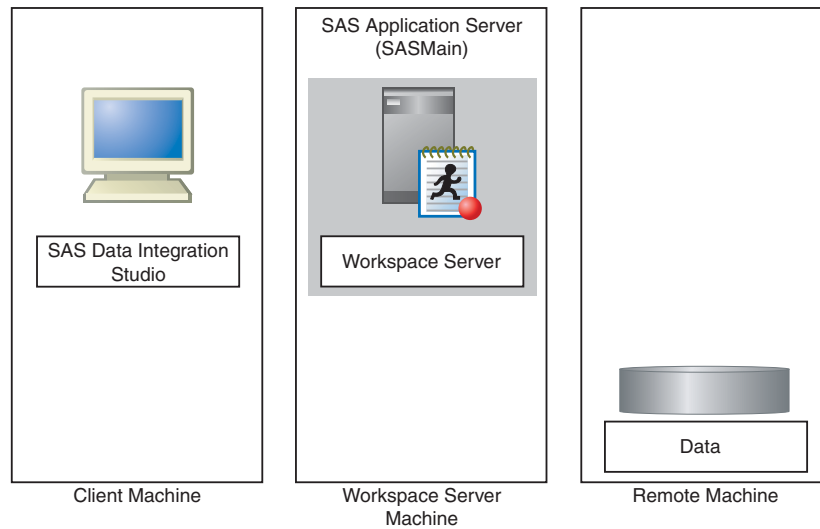 SAS Data Integration
Studio
Client Machine
SAS Application Server
(SASMain)
Workspace Server
Workspace Server
Machine
Data
Remote Machine